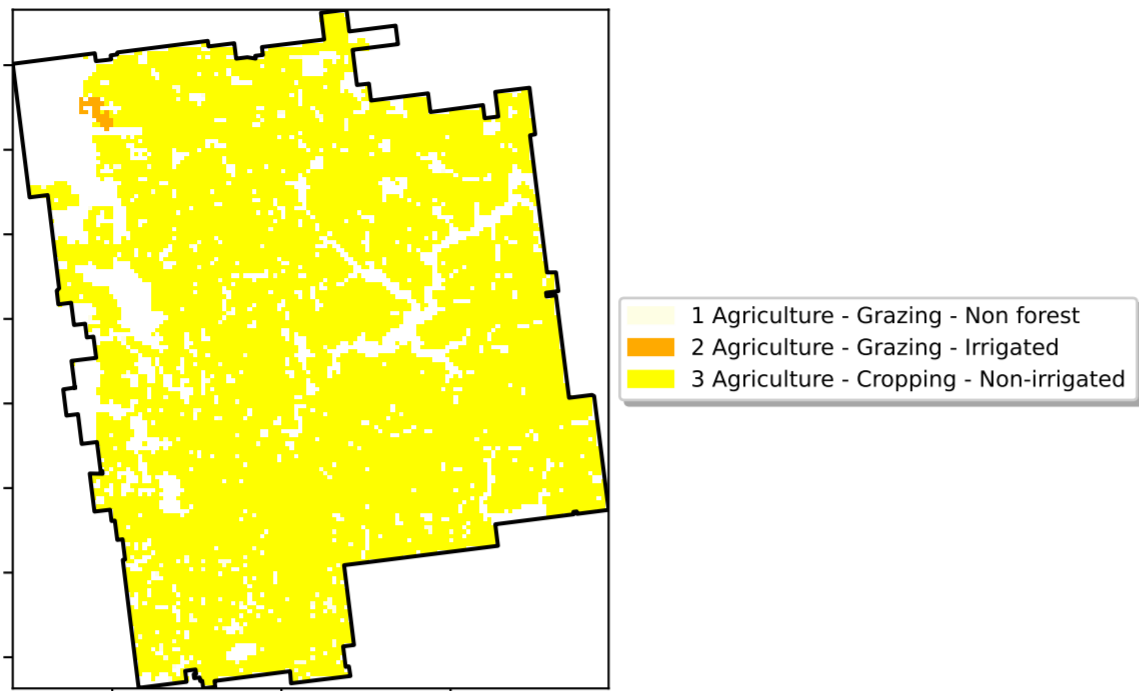 1 Agriculture - Grazing - Non forest
2 Agriculture - Grazing - Irrigated
3 Agriculture - Cropping - Non-irrigated